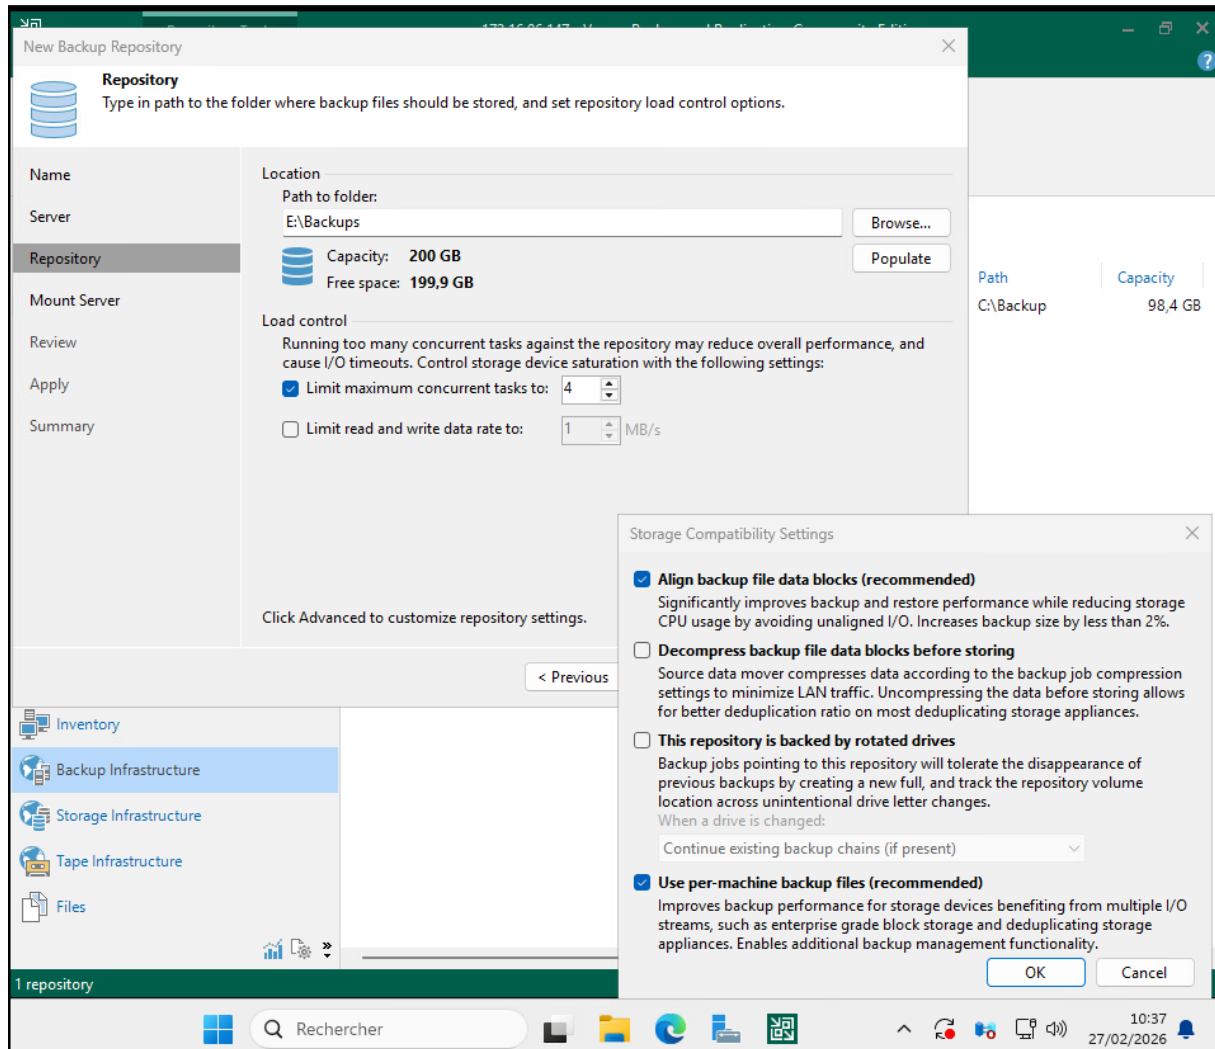 New Backup Repository
Repository
Type in path to the folder where backup files should be stored, and set repository load control options.
Name
Server
Repository
Mount Server
Review
Apply
Summary
Location
Path to folder:
E:\Backups
Browse...
Capacity: 200 GB
Populate
Free space: 199,9 GB
Load control
Running too many concurrent tasks against the repository may reduce overall performance, and
cause I/O timeouts. Control storage device saturation with the following settings:
Limit maximum concurrent tasks to: 4
Limit read and write data rate to: 1 MB/s
Click Advanced to customize repository settings.
< Previous
Path Capacity
C:\Backup 98,4 GB
Storage Compatibility Settings
Align backup file data blocks (recommended)
Significantly improves backup and restore performance while reducing storage
CPU usage by avoiding unaligned I/O. Increases backup size by less than 2%.
Decompress backup file data blocks before storing
Source data mover compresses data according to the backup job compression
settings to minimize LAN traffic. Uncompressing the data before storing allows
for better deduplication ratio on most deduplicating storage appliances.
This repository is backed by rotated drives
Backup jobs pointing to this repository will tolerate the disappearance of
previous backups by creating a new full, and track the repository volume
location across unintentional drive letter changes.
When a drive is changed:
Continue existing backup chains (if present)
Use per-machine backup files (recommended)
Improves backup performance for storage devices benefiting from multiple I/O
streams, such as enterprise grade block storage and deduplicating storage
appliances. Enables additional backup management functionality.
OK Cancel
Inventory
Backup Infrastructure
Storage Infrastructure
Tape Infrastructure
Files
1 repository
Rechercher
10:37
27/02/2026